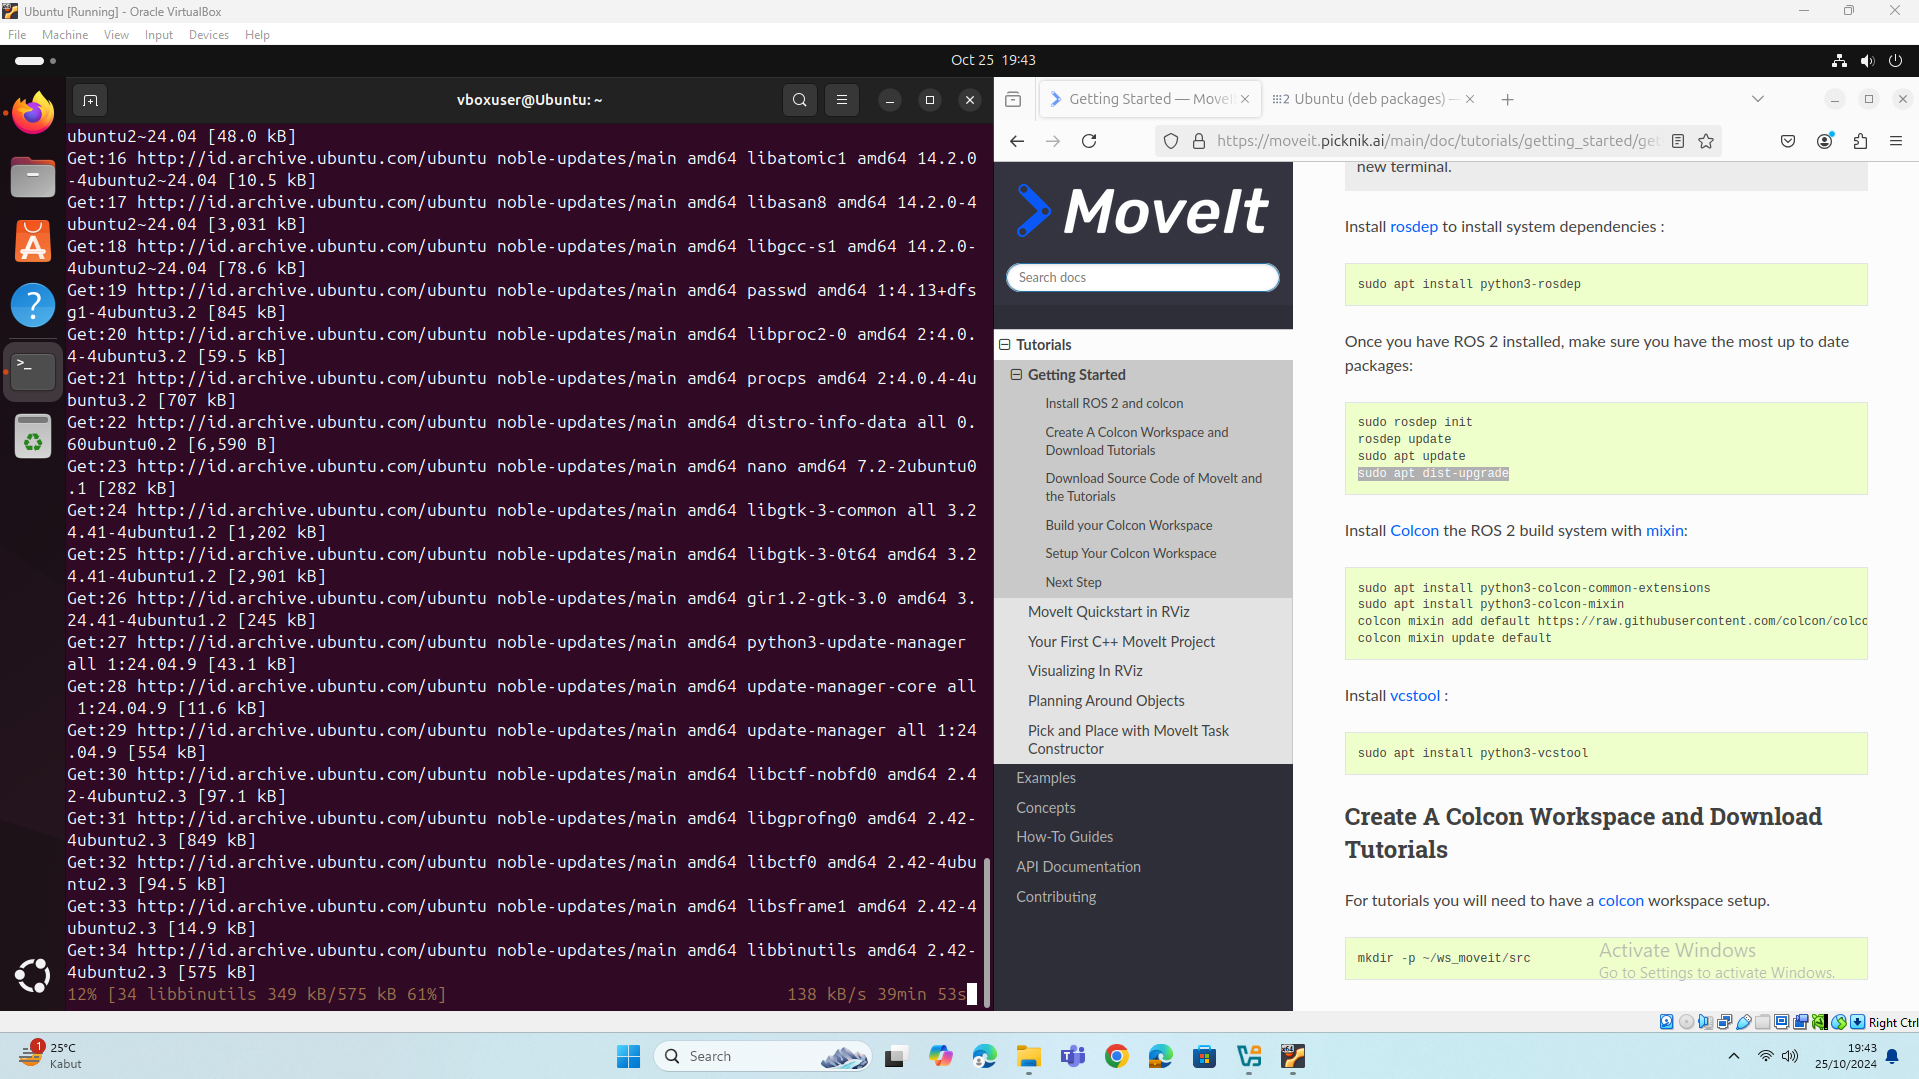 Ubuntu [Running] - Oracle VirtualBox
File Machine View Input Devices Help
Oct 25 19:43
vboxuser@Ubuntu: ~
ubuntu2~24.04 [48.0 kB]
Get:16 http://id.archive.ubuntu.com/ubuntu noble-updates/main amd64 libatomic1 amd64 14.2.0
-4ubuntu2~24.04 [10.5 kB]
Get:17 http://id.archive.ubuntu.com/ubuntu noble-updates/main amd64 libasan8 amd64 14.2.0-4
ubuntu2~24.04 [3,031 kB]
Get:18 http://id.archive.ubuntu.com/ubuntu noble-updates/main amd64 libgcc-s1 amd64 14.2.0-
4ubuntu2~24.04 [78.6 kB]
Get:19 http://id.archive.ubuntu.com/ubuntu noble-updates/main amd64 passwd amd64 1:4.13+dfs
g1-4ubuntu3.2 [845 kB]
Get:20 http://id.archive.ubuntu.com/ubuntu noble-updates/main amd64 libproc2-0 amd64 2:4.0.
4-4ubuntu3.2 [59.5 kB]
Get:21 http://id.archive.ubuntu.com/ubuntu noble-updates/main amd64 procps amd64 2:4.0.4-4u
buntu3.2 [707 kB]
Get:22 http://id.archive.ubuntu.com/ubuntu noble-updates/main amd64 distro-info-data all 0.
60ubuntu0.2 [6,590 B]
Get:23 http://id.archive.ubuntu.com/ubuntu noble-updates/main amd64 nano amd64 7.2-2ubuntu0
.1 [282 kB]
Get:24 http://id.archive.ubuntu.com/ubuntu noble-updates/main amd64 libgtk-3-common all 3.2
4.41-4ubuntu1.2 [1,202 kB]
Get:25 http://id.archive.ubuntu.com/ubuntu noble-updates/main amd64 libgtk-3-0t64 amd64 3.2
4.41-4ubuntu1.2 [2,901 kB]
Get:26 http://id.archive.ubuntu.com/ubuntu noble-updates/main amd64 gir1.2-gtk-3.0 amd64 3.
24.41-4ubuntu1.2 [245 kB]
Get:27 http://id.archive.ubuntu.com/ubuntu noble-updates/main amd64 python3-update-manager
all 1:24.04.9 [43.1 kB]
Get:28 http://id.archive.ubuntu.com/ubuntu noble-updates/main amd64 update-manager-core all
1:24.04.9 [11.6 kB]
Get:29 http://id.archive.ubuntu.com/ubuntu noble-updates/main amd64 update-manager all 1:24
.04.9 [554 kB]
Get:30 http://id.archive.ubuntu.com/ubuntu noble-updates/main amd64 libctf-nobfd0 amd64 2.4
2-4ubuntu2.3 [97.1 kB]
Get:31 http://id.archive.ubuntu.com/ubuntu noble-updates/main amd64 libgprofng0 amd64 2.42-
4ubuntu2.3 [849 kB]
Get:32 http://id.archive.ubuntu.com/ubuntu noble-updates/main amd64 libctf0 amd64 2.42-4ubu
ntu2.3 [94.5 kB]
Get:33 http://id.archive.ubuntu.com/ubuntu noble-updates/main amd64 libsframe1 amd64 2.42-4
ubuntu2.3 [14.9 kB]
Get:34 http://id.archive.ubuntu.com/ubuntu noble-updates/main amd64 libbinutils amd64 2.42-
4ubuntu2.3 [575 kB]
12% [34 libbinutils 349 kB/575 kB 61%] 138 kB/s 39min 53s
Getting Started — MoveI
2 Ubuntu (deb packages) —
https://moveit.picknik.ai/main/doc/tutorials/getting_started/get
MoveIt
Search docs
Tutorials
Getting Started
Install ROS 2 and colcon
Create A Colcon Workspace and
Download Tutorials
Download Source Code of MoveIt and
the Tutorials
Build your Colcon Workspace
Setup Your Colcon Workspace
Next Step
MoveIt Quickstart in RViz
Your First C++ MoveIt Project
Visualizing In RViz
Planning Around Objects
Pick and Place with MoveIt Task
Constructor
Examples
Concepts
How-To Guides
API Documentation
Contributing
new terminal.
Install rosdep to install system dependencies :
sudo apt install python3-rosdep
Once you have ROS 2 installed, make sure you have the most up to date
packages:
sudo rosdep init
rosdep update
sudo apt update
sudo apt dist-upgrade
Install Colcon the ROS 2 build system with mixin:
sudo apt install python3-colcon-common-extensions
sudo apt install python3-colcon-mixin
colcon mixin add default https://raw.githubusercontent.com/colcon/colco
colcon mixin update default
Install vcstool :
sudo apt install python3-vcstool
Create A Colcon Workspace and Download
Tutorials
For tutorials you will need to have a colcon workspace setup.
mkdir -p ~/ws_moveit/src
Activate Windows
Go to Settings to activate Windows.
Right Ctrl
1
25°C
Kabut
Search
19:43
25/10/2024